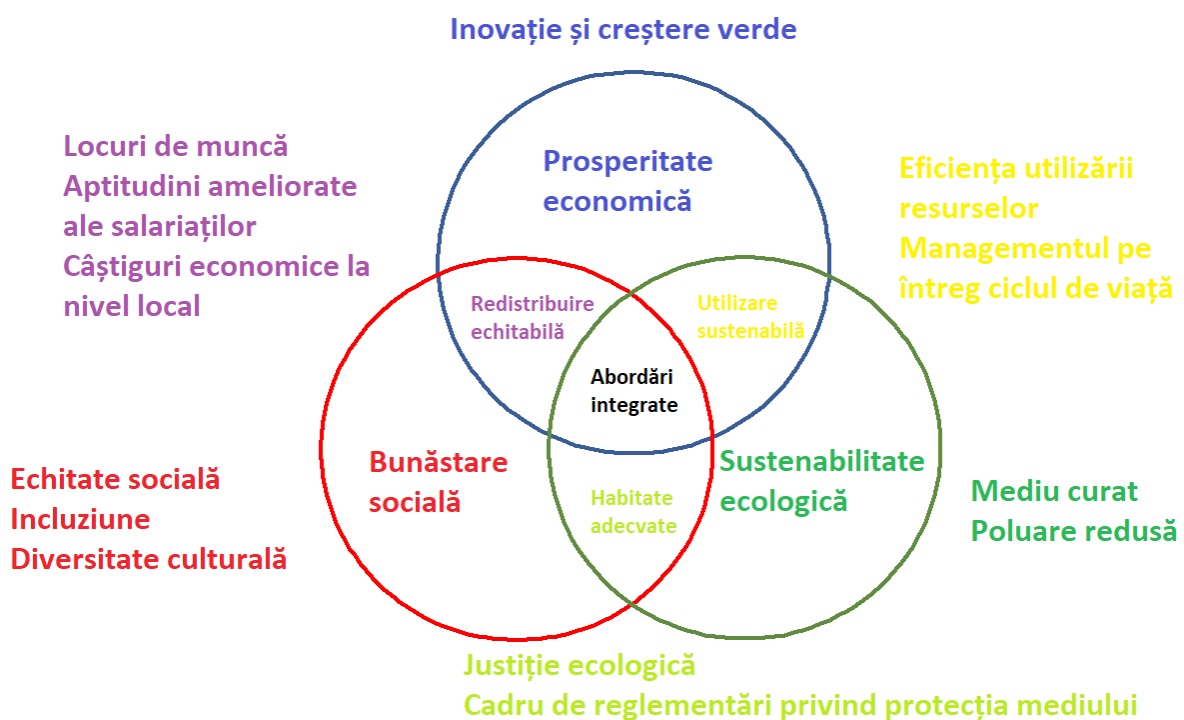 Inovație și creștere verde
Locuri de muncă
Aptitudini ameliorate
ale salariaților
Câștiguri economice la
nivel local
Prosperitate
economică
Eficiența utilizării
resurselor
Managementul pe
întreg ciclul de viață
Redistribuire
echitabilă
Utilizare
sustenabilă
Abordări
integrate
Bunăstare
socială
Sustenabilitate
ecologică
Habitate
adecvate
Echitate socială
Incluziune
Diversitate culturală
Mediu curat
Poluare redusă
Justiție ecologică
Cadru de reglementări privind protecția mediului